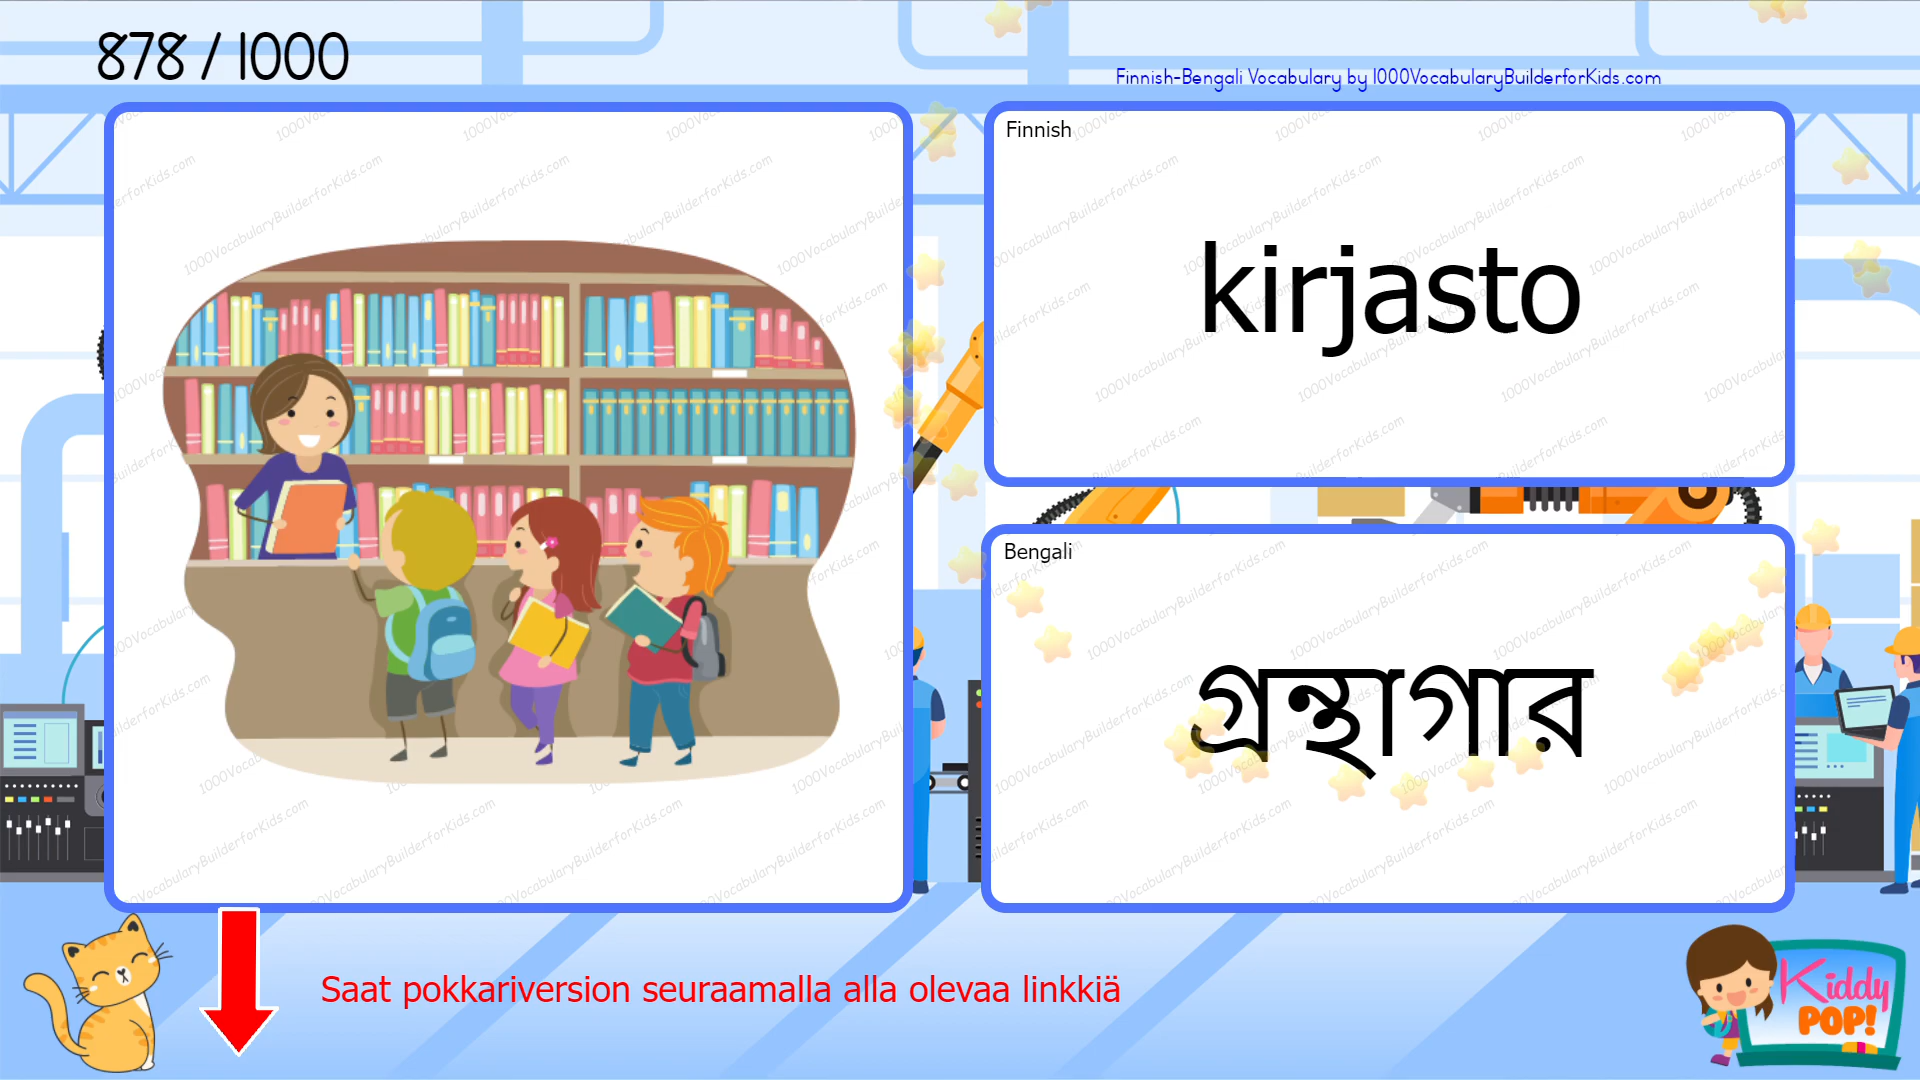 878 / 1000
Finnish-Bengali Vocabulary by 1000VocabularyBuilderforKids.com
Finnish
kirjasto
Bengali
গ্রন্থাগার
Saat pokkariversion seuraamalla alla olevaa linkkiä
Kiddy
POP!